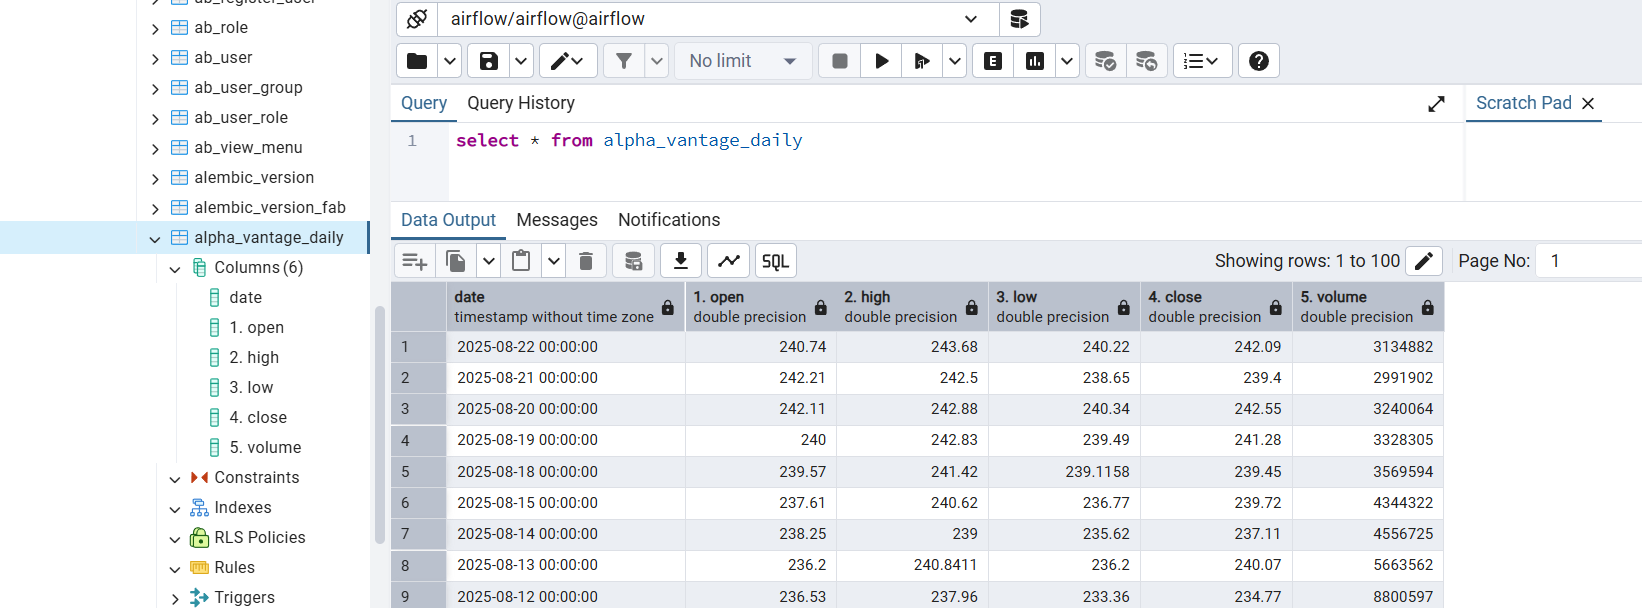 ab_register_user
ab_role
ab_user
ab_user_group
ab_user_role
ab_view_menu
alembic_version
alembic_version_fab
alpha_vantage_daily
Columns (6)
date
1. open
2. high
3. low
4. close
5. volume
Constraints
Indexes
RLS Policies
Rules
Triggers
airflow/airflow@airflow
No limit
E
Query Query History
Scratch Pad
1 select * from alpha_vantage_daily
Data Output Messages Notifications
SQL
Showing rows: 1 to 100
Page No: 1
date 1. open 2. high 3. low 4. close 5. volume
timestamp without time zone double precision double precision double precision double precision double precision
1 2025-08-22 00:00:00 240.74 243.68 240.22 242.09 3134882
2 2025-08-21 00:00:00 242.21 242.5 238.65 239.4 2991902
3 2025-08-20 00:00:00 242.11 242.88 240.34 242.55 3240064
4 2025-08-19 00:00:00 240 242.83 239.49 241.28 3328305
5 2025-08-18 00:00:00 239.57 241.42 239.1158 239.45 3569594
6 2025-08-15 00:00:00 237.61 240.62 236.77 239.72 4344322
7 2025-08-14 00:00:00 238.25 239 235.62 237.11 4556725
8 2025-08-13 00:00:00 236.2 240.8411 236.2 240.07 5663562
9 2025-08-12 00:00:00 236.53 237.96 233.36 234.77 8800597